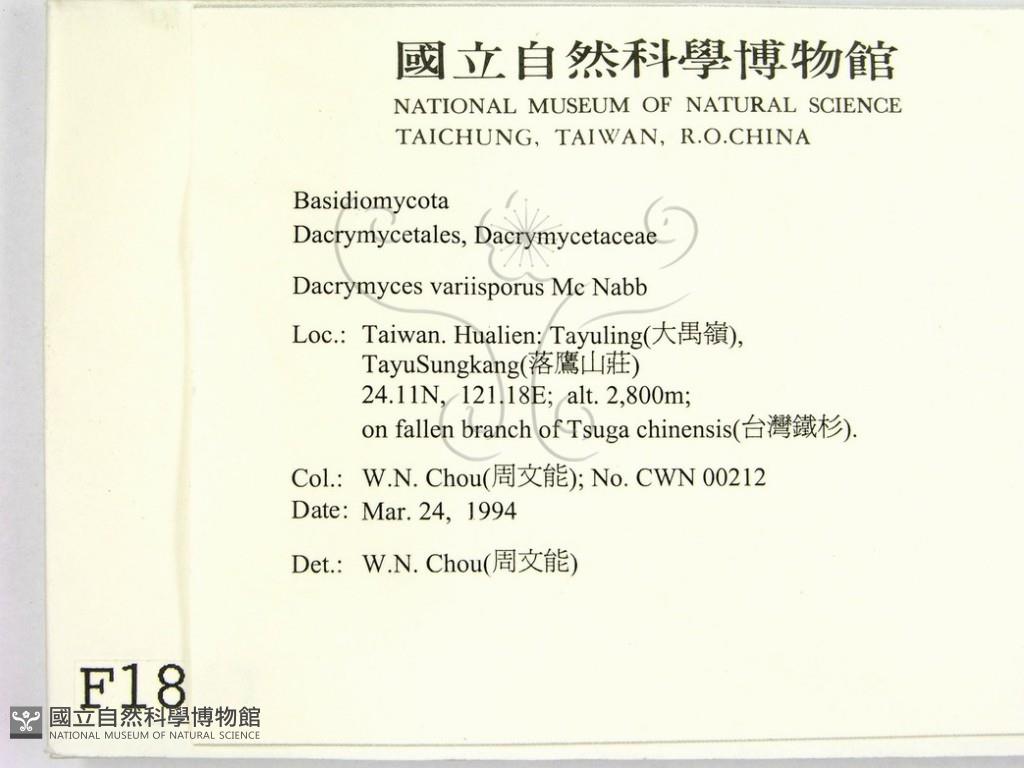 國立自然科學博物館
NATIONAL MUSEUM OF NATURAL SCIENCE
TAICHUNG, TAIWAN, R.O.CHINA
Basidiomycota
Dacrymycetales, Dacrymycetaceae
Dacrymyces variisporus Mc Nabb
Loc.: Taiwan. Hualien: Tayuling(大禺嶺),
TayuSungkang(落鷹山莊)
24.11N, 121.18E; alt. 2,800m;
on fallen branch of Tsuga chinensis(台灣鐵杉).
Col.: W.N. Chou(周文能); No. CWN 00212
Date: Mar. 24, 1994
Det.: W.N. Chou(周文能)
F18
國立自然科學博物館
NATIONAL MUSEUM OF NATURAL SCIENCE